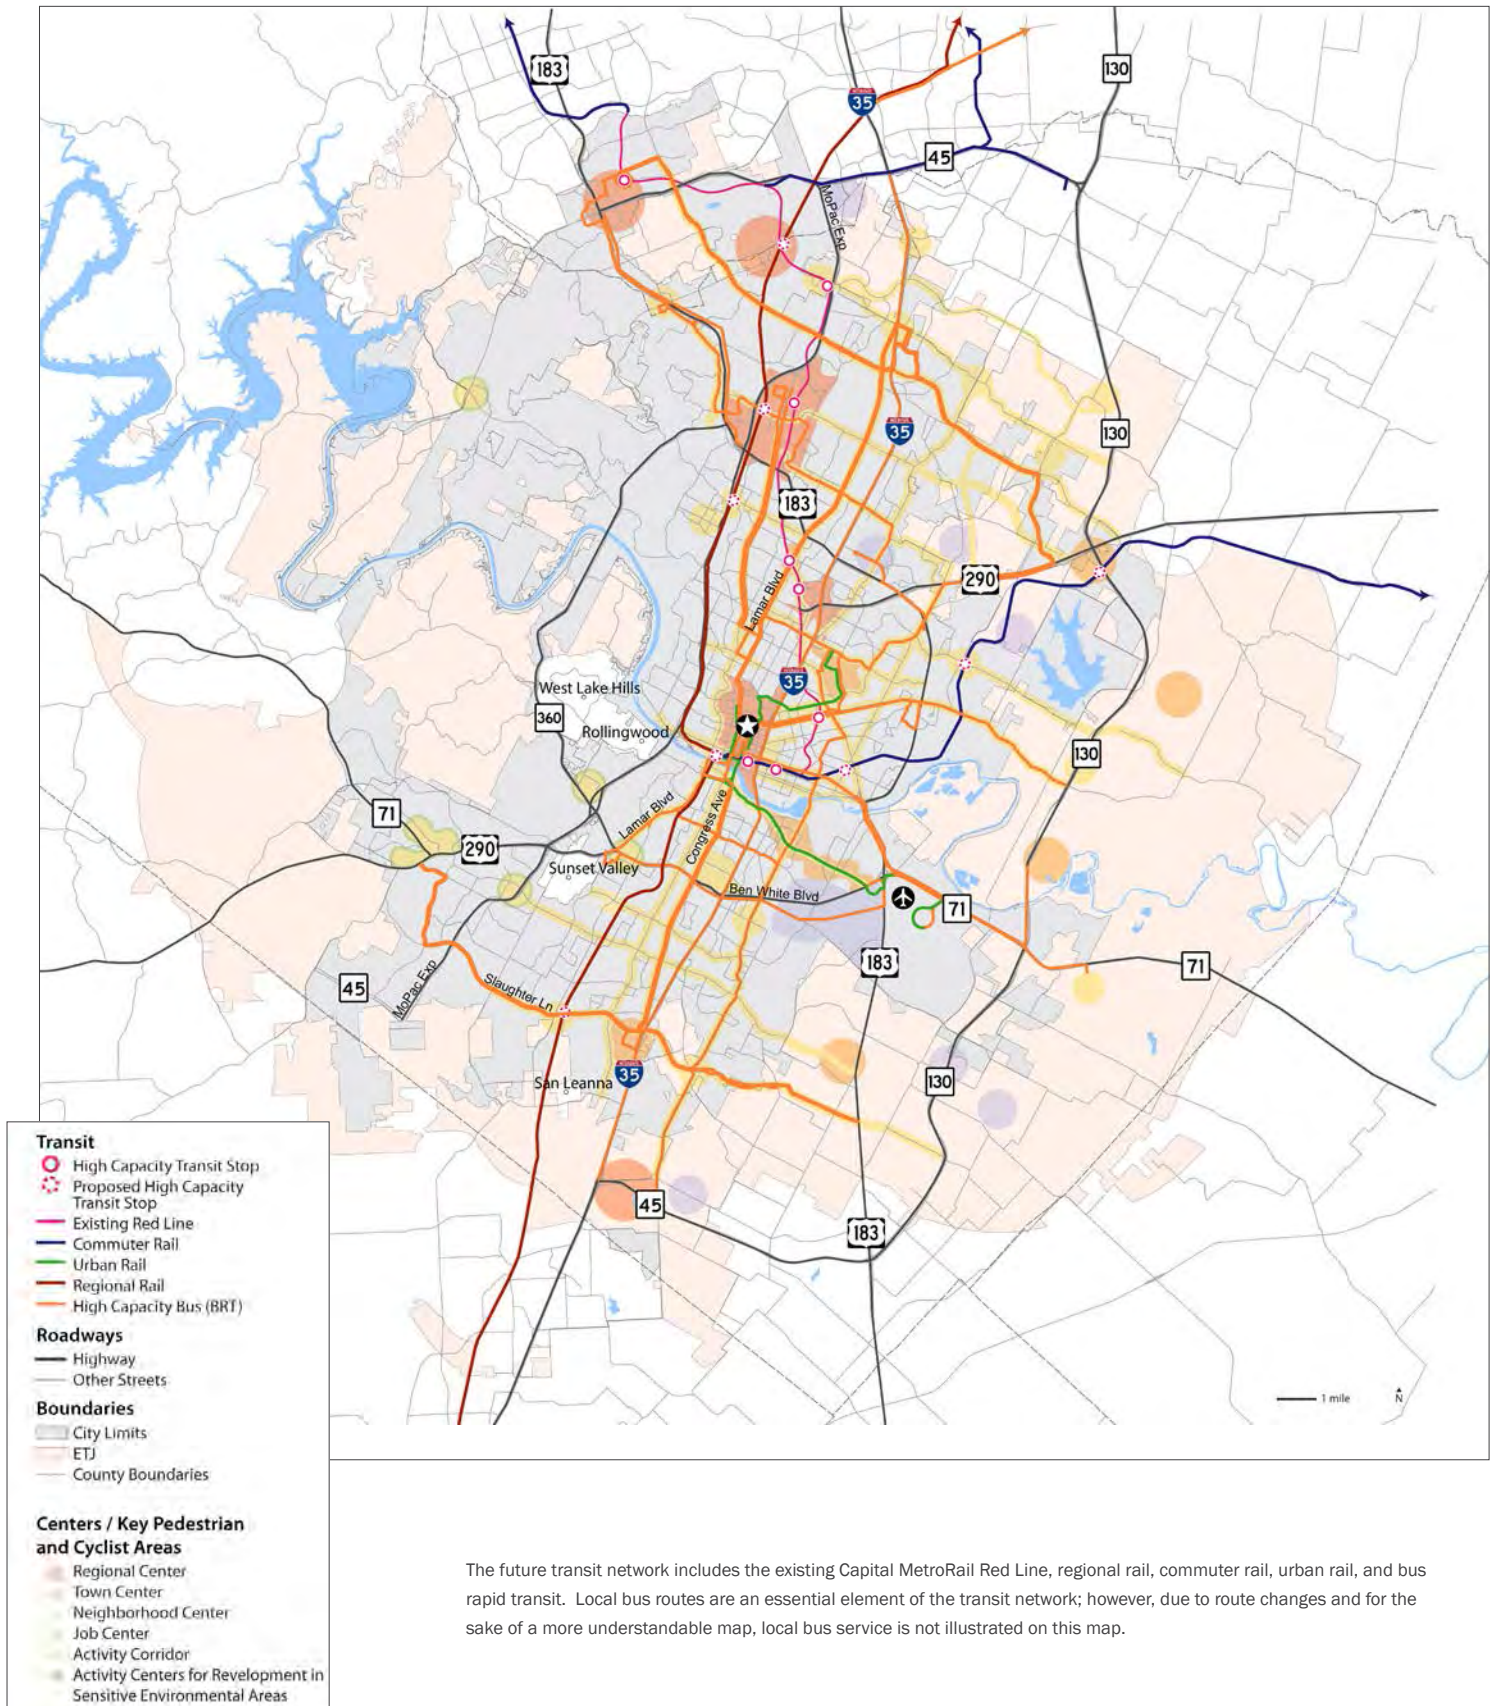 183
130
35
45
MoPac Exp
35
130
183
290
Lamar Blvd
35
West Lake Hills
360
Rollingwood
130
71
Lamar Blvd
Congress Ave
290
Sunset Valley
Ben White Blvd
71
183
71
45
MoPac Exp
Slaughter Ln
35
San Leanna
130
45
183
1 mile
N
Transit
High Capacity Transit Stop
Proposed High Capacity
Transit Stop
Existing Red Line
Commuter Rail
Urban Rail
Regional Rail
High Capacity Bus (BRT)
Roadways
Highway
Other Streets
Boundaries
City Limits
ETJ
County Boundaries
Centers / Key Pedestrian
and Cyclist Areas
Regional Center
Town Center
Neighborhood Center
Job Center
Activity Corridor
Activity Centers for Revelopment in
Sensitive Environmental Areas
The future transit network includes the existing Capital MetroRail Red Line, regional rail, commuter rail, urban rail, and bus
rapid transit.  Local bus routes are an essential element of the transit network; however, due to route changes and for the
sake of a more understandable map, local bus service is not illustrated on this map.